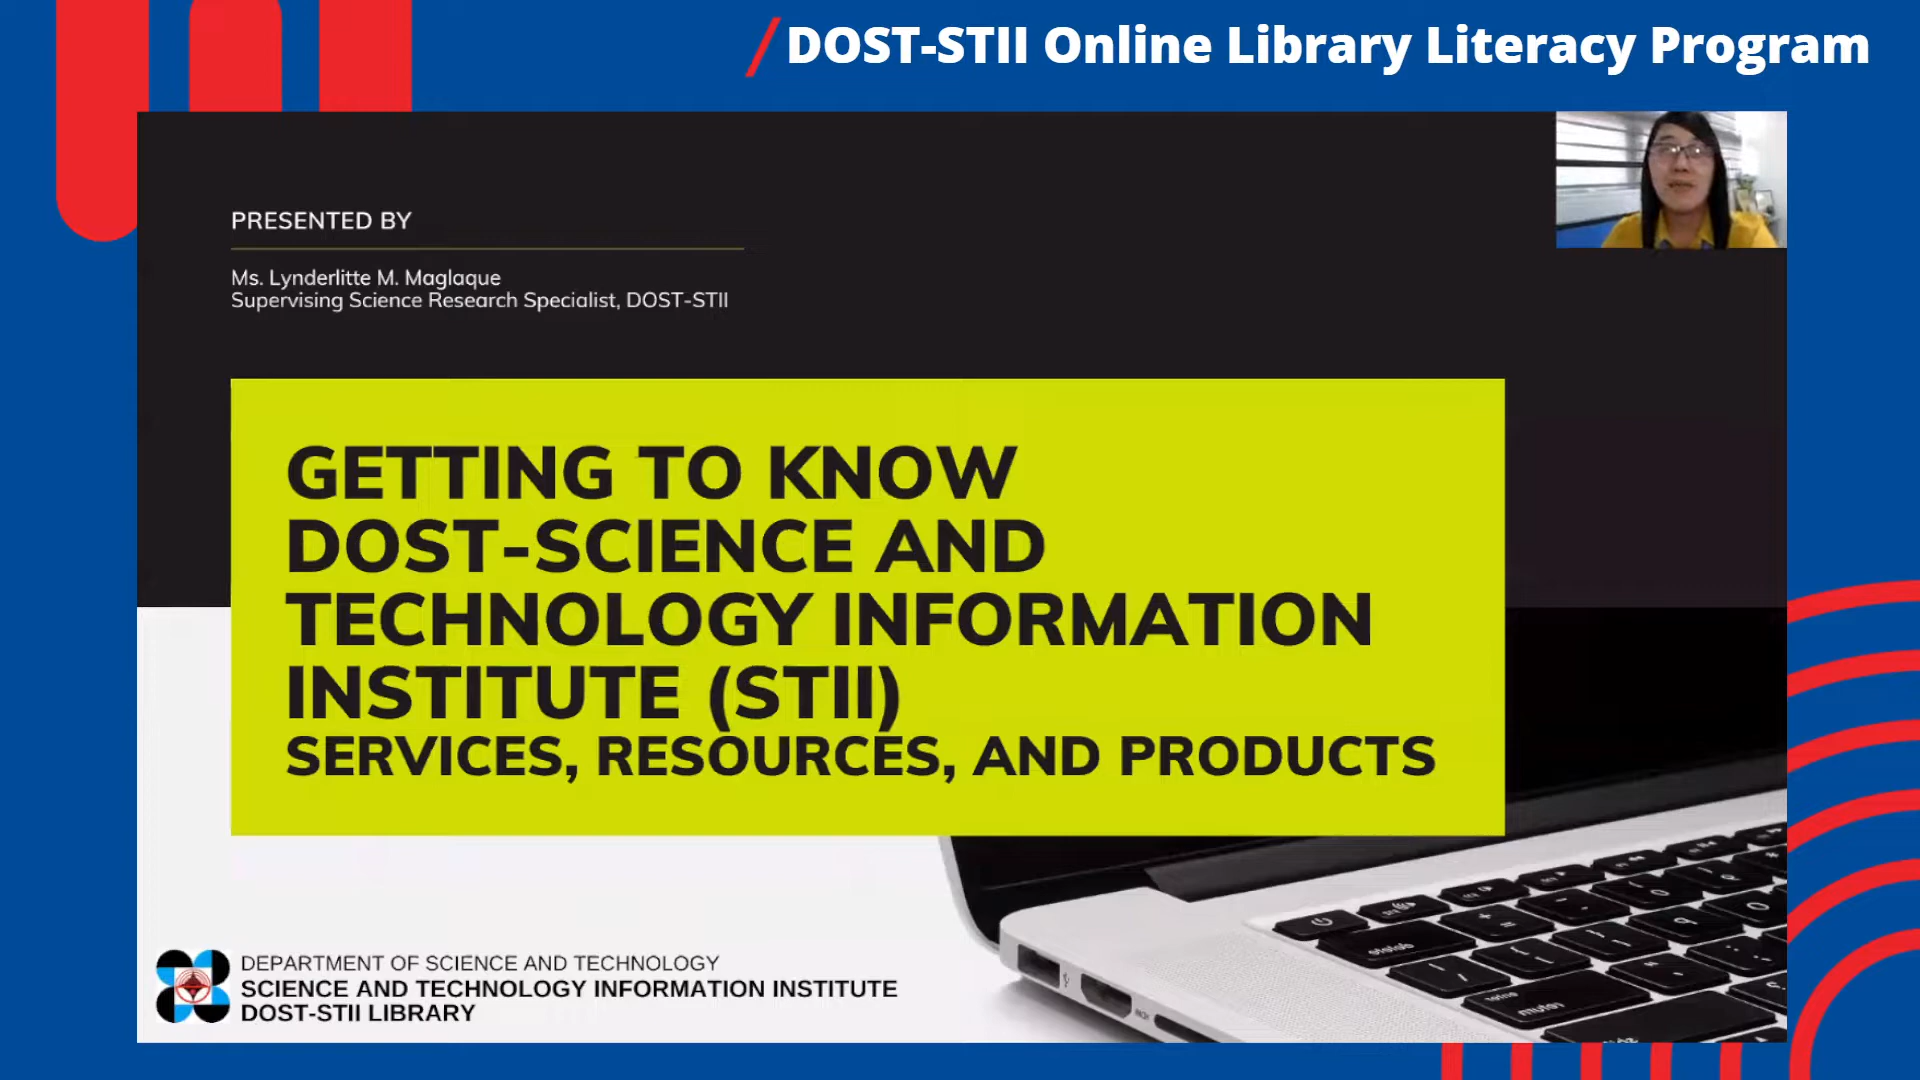 /DOST-STII Online Library Literacy Program
PRESENTED BY
Ms. Lynderlitte M. Maglaque
Supervising Science Research Specialist, DOST-STII
GETTING TO KNOW
DOST-SCIENCE AND
TECHNOLOGY INFORMATION
INSTITUTE (STII)
SERVICES, RESOURCES, AND PRODUCTS
DEPARTMENT OF SCIENCE AND TECHNOLOGY
SCIENCE AND TECHNOLOGY INFORMATION INSTITUTE
DOST-STII LIBRARY